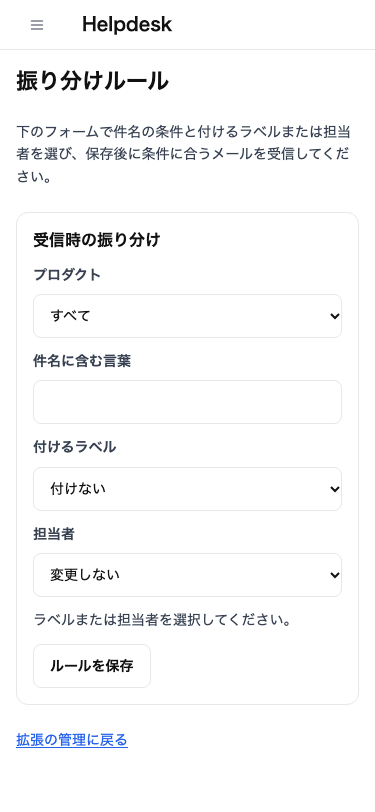 Helpdesk
振り分けルール
下のフォームで件名の条件と付けるラベルまたは担当
者を選び、保存後に条件に合うメールを受信してくだ
さい。
受信時の振り分け
プロダクト
すべて
件名に含む言葉
付けるラベル
付けない
担当者
変更しない
ラベルまたは担当者を選択してください。
ルールを保存
拡張の管理に戻る